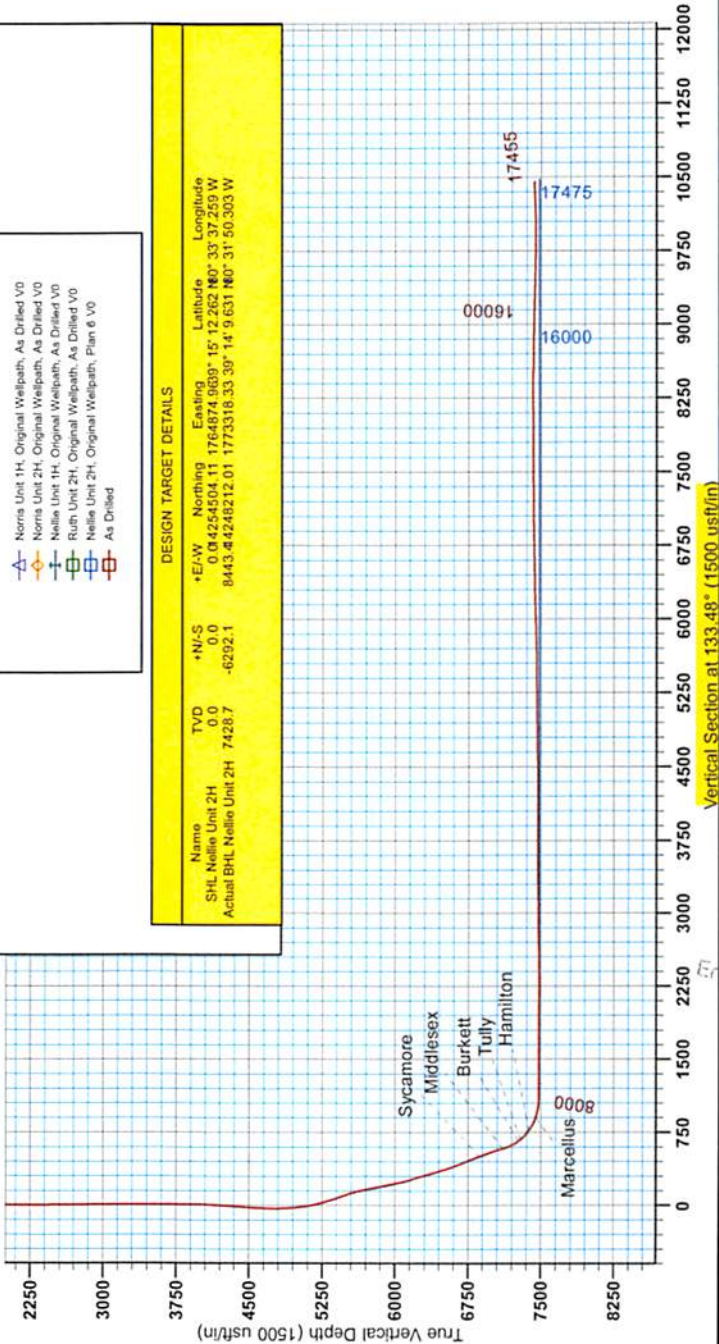 Norris Unit 1H, Original Wellpath, As Drilled V0
Norris Unit 2H, Original Wellpath, As Drilled V0
Nellie Unit 1H, Original Wellpath, As Drilled V0
Ruth Unit 2H, Original Wellpath, As Drilled V0
Nellie Unit 2H, Original Wellpath, Plan 6 V0
As Drilled
DESIGN TARGET DETAILS
Name TVD +N/-S +E/-W Northing Easting Latitude Longitude
SHL Nellie Unit 2H 0.0 0.0 0.0 14254504.11 1764874.96 39° 15' 12.262 N 80° 33' 37.259 W
Actual BHL Nellie Unit 2H 7428.7 -6292.1 8443.4 14248212.01 1773318.33 39° 14' 9.631 N 80° 31' 50.303 W
2250
3000
3750
4500
5250
6000
6750
7500
8250
True Vertical Depth (1500 usft/in)
Sycamore
Middlesex
Burkett
Tully
Hamilton
Marcellus
8000
16000
16000
17455
17475
0 750 1500 2250 3000 3750 4500 5250 6000 6750 7500 8250 9000 9750 10500 11250 12000
Vertical Section at 133.48° (1500 usft/in)